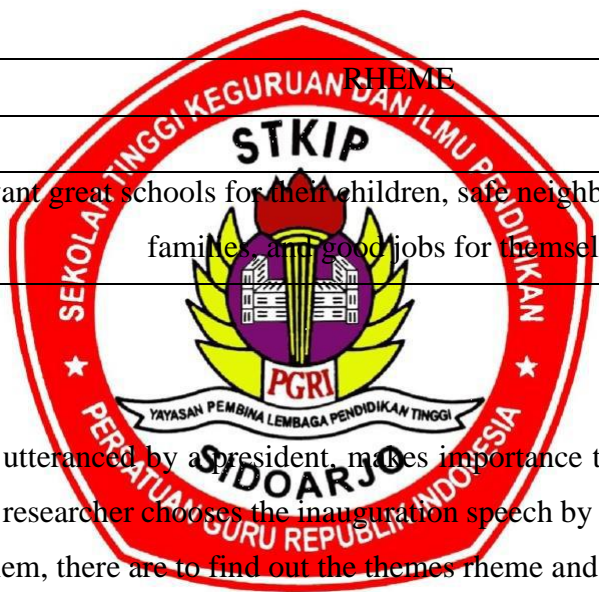 RHEME
SEKOLAH TINGGI KEGURUAN DAN ILMU PENDIDIKAN
STKIP
want great schools for their children, safe neighb
families, and good jobs for themsel
PGRI
YAYASAN PEMBINA LEMBAGA PENDIDIKAN TINGGI
SIDOARJO
PERSATUAN GURU REPUBLIK INDONESIA
utteranced by a president, makes importance t
researcher chooses the inauguration speech by
em, there are to find out the themes rheme and